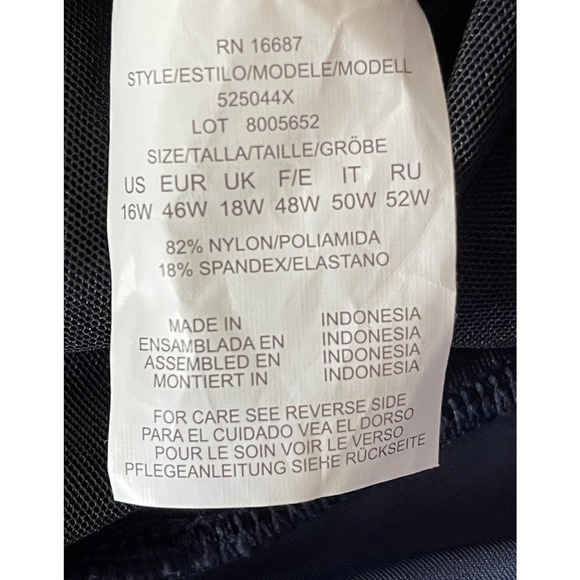 RN 16687
STYLE/ESTILO/MODELE/MODELL
525044X
LOT 8005652
SIZE/TALLA/TAILLE/GRÖBE
US EUR UK F/E IT RU
16W 46W 18W 48W 50W 52W
82% NYLON/POLIAMIDA
18% SPANDEX/ELASTANO
MADE IN INDONESIA
ENSAMBLADA EN INDONESIA
ASSEMBLED EN INDONESIA
MONTIERT IN INDONESIA
FOR CARE SEE REVERSE SIDE
PARA EL CUIDADO VEA EL DORSO
POUR LE SOIN VOIR LE VERSO
PFLEGEANLEITUNG SIEHE RÜCKSEITE